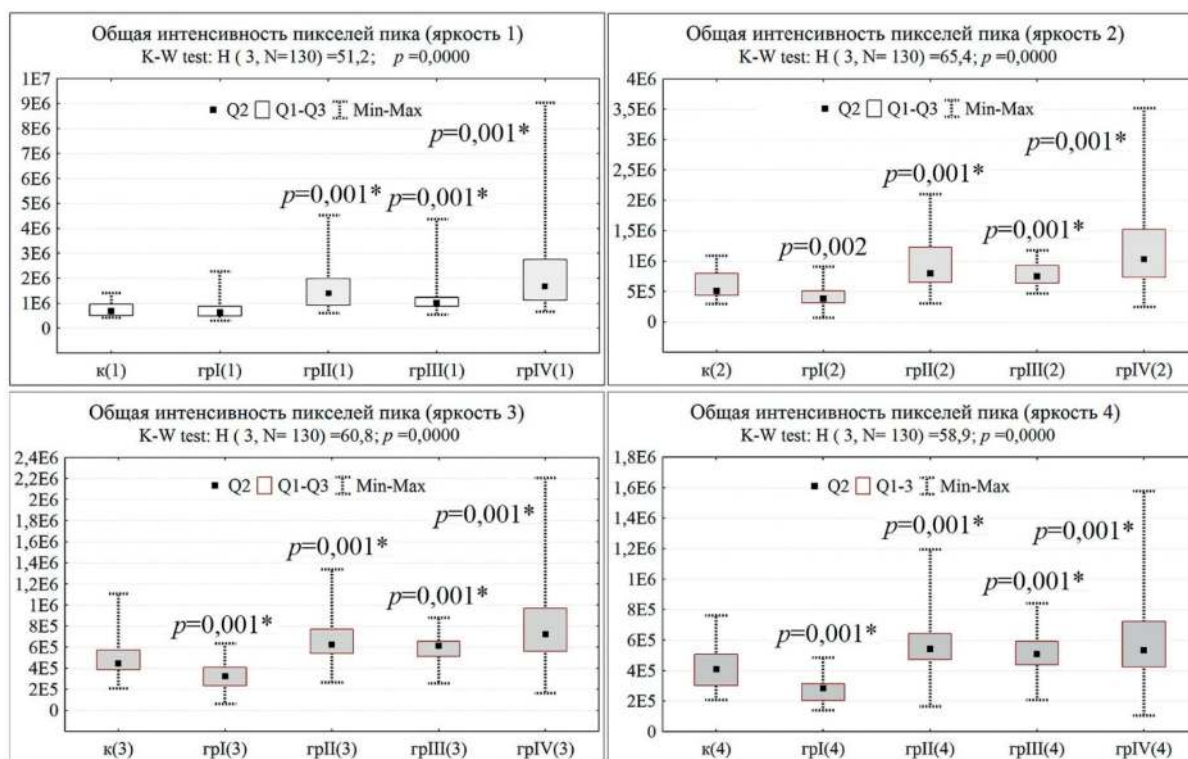 Общая интенсивность пикселей пика (яркость 1)
K-W test: H ( 3, N=130) =51,2; p=0,0000
1E7
9E6
8E6
7E6
6E6
5E6
4E6
3E6
2E6
1E6
0
Q2 Q1-Q3 Min-Max
p=0,001*
p=0,001* p=0,001*
к(1) грI(1) грII(1) грIII(1) грIV(1)
Общая интенсивность пикселей пика (яркость 2)
K-W test: H ( 3, N= 130) =65,4; p=0,0000
4E6
3,5E6
3E6
2,5E6
2E6
1,5E6
1E6
5E5
0
Q2 Q1-Q3 Min-Max
p=0,001*
p=0,001*
p=0,002 p=0,001*
к(2) грI(2) грII(2) грIII(2) грIV(2)
Общая интенсивность пикселей пика (яркость 3)
K-W test: H ( 3, N= 130) =60,8; p=0,0000
2,4E6
2,2E6
2E6
1,8E6
1,6E6
1,4E6
1,2E6
1E6
8E5
6E5
4E5
2E5
0
Q2 Q1-Q3 Min-Max
p=0,001*
p=0,001*
p=0,001* p=0,001*
к(3) грI(3) грII(3) грIII(3) грIV(3)
Общая интенсивность пикселей пика (яркость 4)
K-W test: H ( 3, N= 130) =58,9; p=0,0000
1,8E6
1,6E6
1,4E6
1,2E6
1E6
8E5
6E5
4E5
2E5
0
Q2 Q1-3 Min-Max
p=0,001* p=0,001*
p=0,001*
p=0,001*
к(4) грI(4) грII(4) грIII(4) грIV(4)